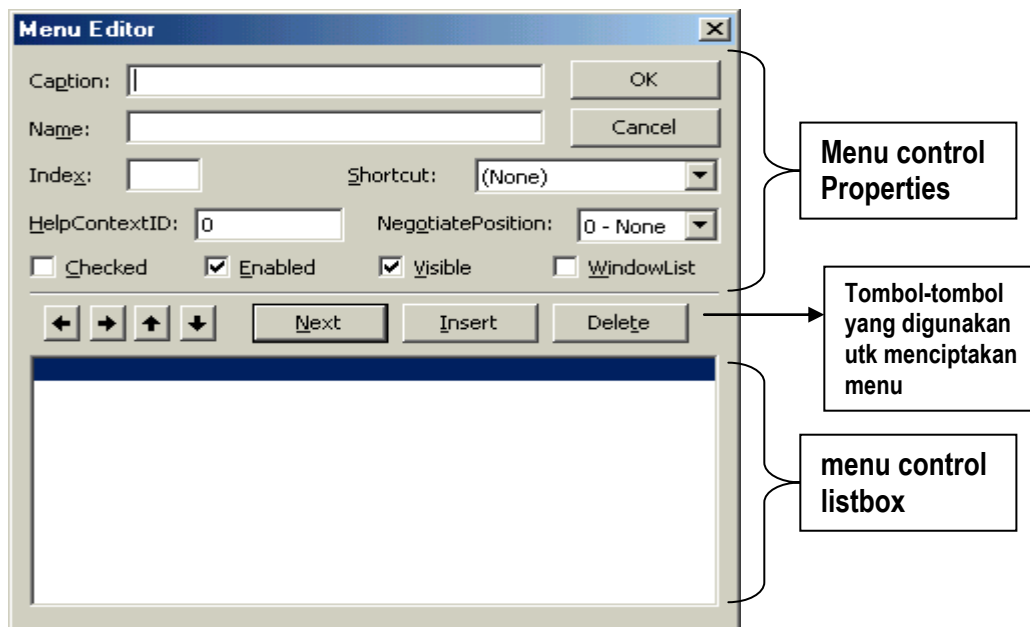 Menu Editor
Caption:
OK
Name:
Cancel
Index:
Shortcut:
(None)
HelpContextID:
0
NegotiatePosition:
0 - None
Checked
Enabled
Visible
WindowList
Next
Insert
Delete
Menu control
Properties
Tombol-tombol
yang digunakan
utk menciptakan
menu
menu control
listbox